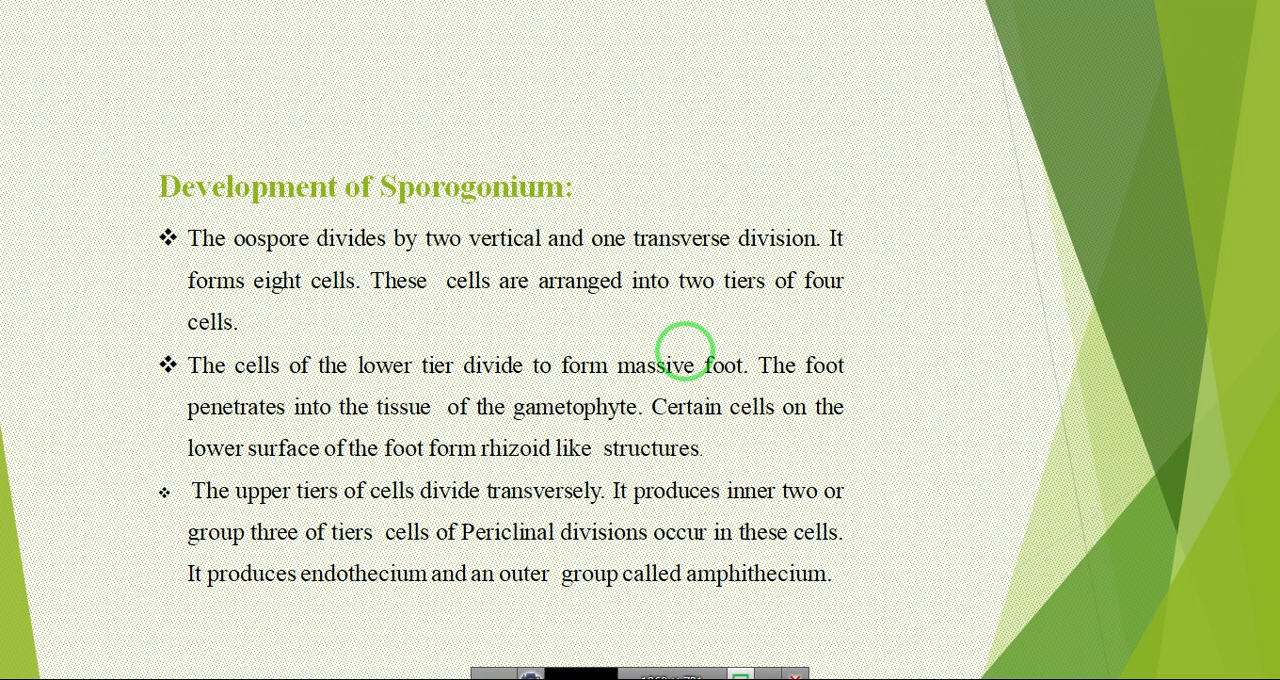 Development of Sporogonium:
❖ The oospore divides by two vertical and one transverse division. It
forms eight cells. These cells are arranged into two tiers of four
cells.
❖ The cells of the lower tier divide to form massive foot. The foot
penetrates into the tissue of the gametophyte. Certain cells on the
lower surface of the foot form rhizoid like structures.
❖ The upper tiers of cells divide transversely. It produces inner two or
group three of tiers cells of Periclinal divisions occur in these cells.
It produces endothecium and an outer group called amphithecium.